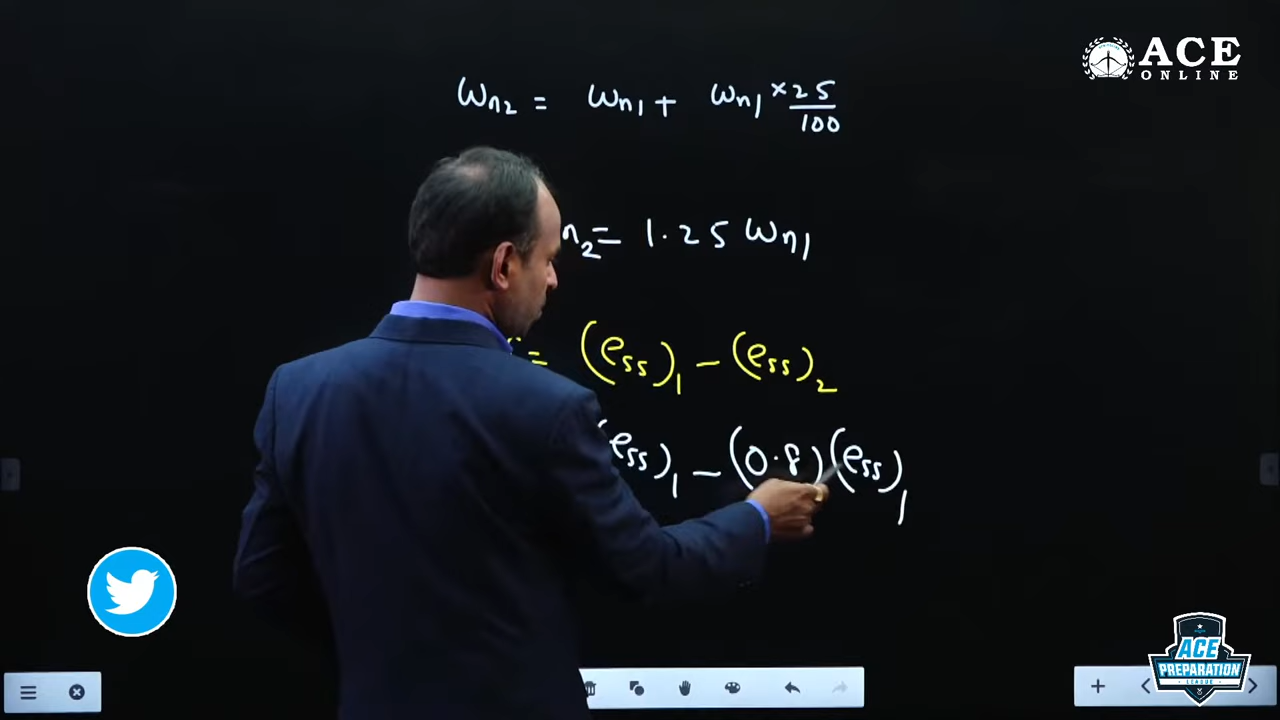 ACE
ONLINE
ωn2 = ωn1 + ωn1 × 25/100
n2 = 1.25 ωn1
= (ess)1 - (ess)2
(ess)1 - (0.8)(ess)1
ACE
PREPARATION
LEAGUE